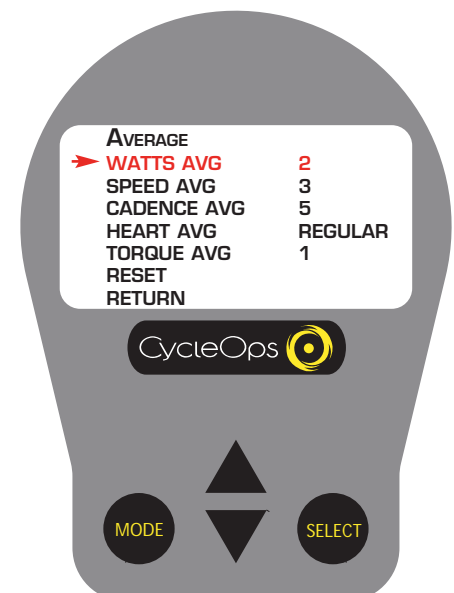 AVERAGE
WATTS AVG 2
SPEED AVG 3
CADENCE AVG 5
HEART AVG REGULAR
TORQUE AVG 1
RESET
RETURN
CycleOps
MODE SELECT